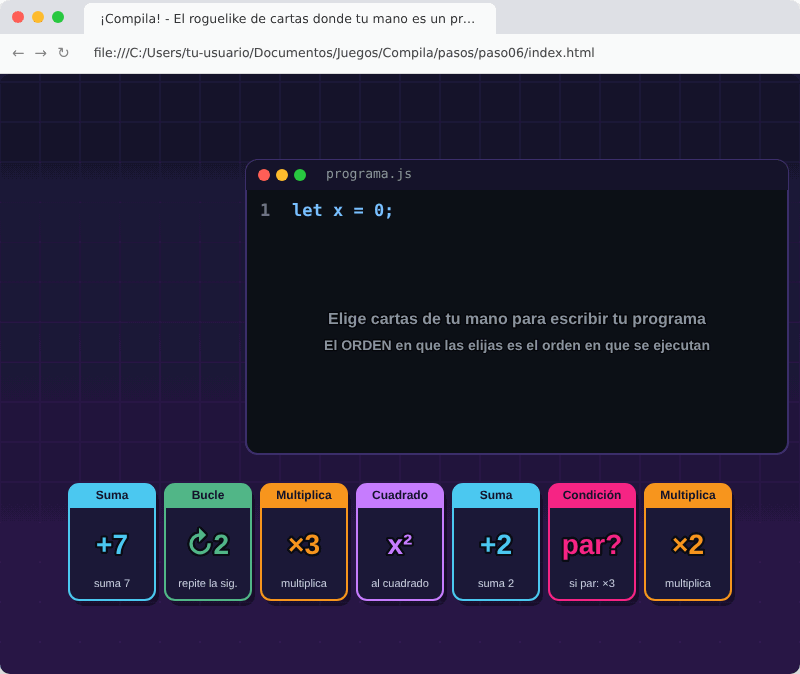 ¡Compila! - El roguelike de cartas donde tu mano es un pr...
← → ↻ file:///C:/Users/tu-usuario/Documentos/Juegos/Compila/pasos/paso06/index.html
programa.js
1 let x = 0;
Elige cartas de tu mano para escribir tu programa
El ORDEN en que las elijas es el orden en que se ejecutan
Suma
+7
suma 7
Bucle
↻2
repite la sig.
Multiplica
×3
multiplica
Cuadrado
x²
al cuadrado
Suma
+2
suma 2
Condición
par?
si par: ×3
Multiplica
×2
multiplica